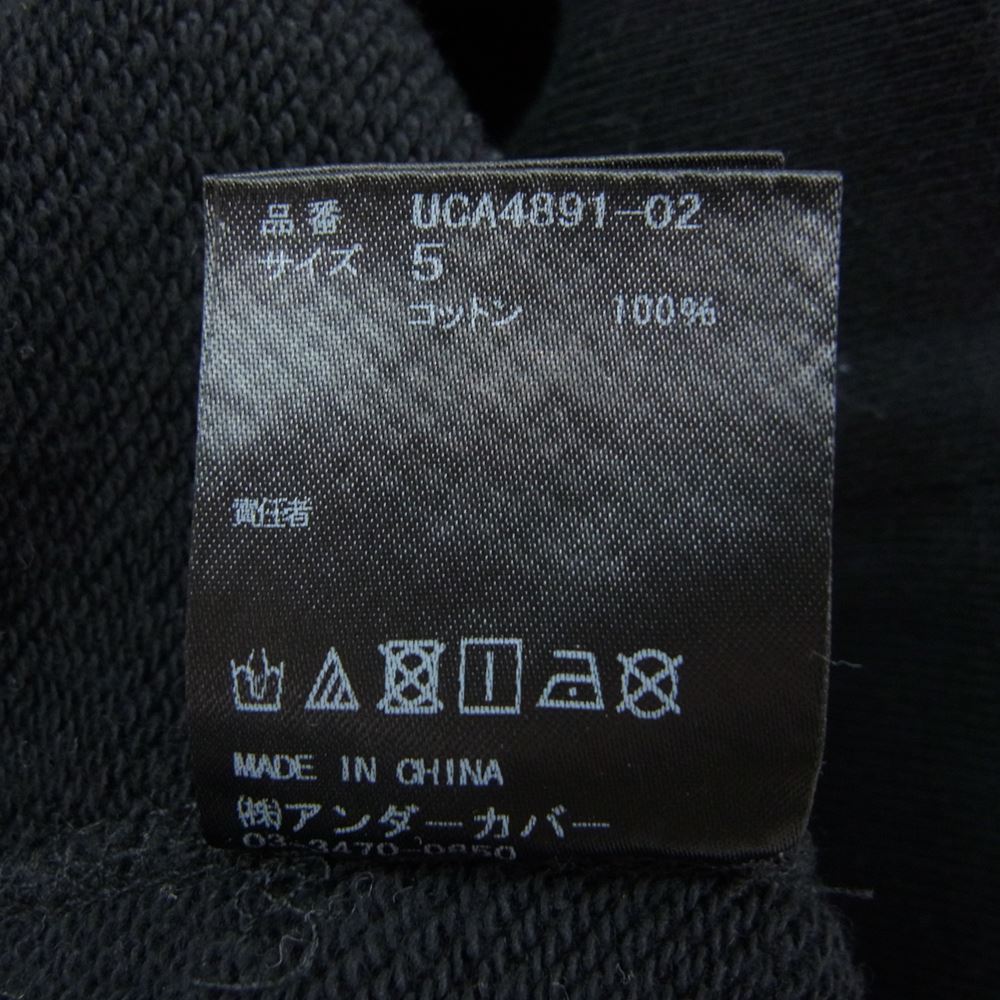 品番 UCA4891-02
サイズ 5
コットン 100%
責任者
MADE IN CHINA
(株)アンダーカバー
03-3470-9850